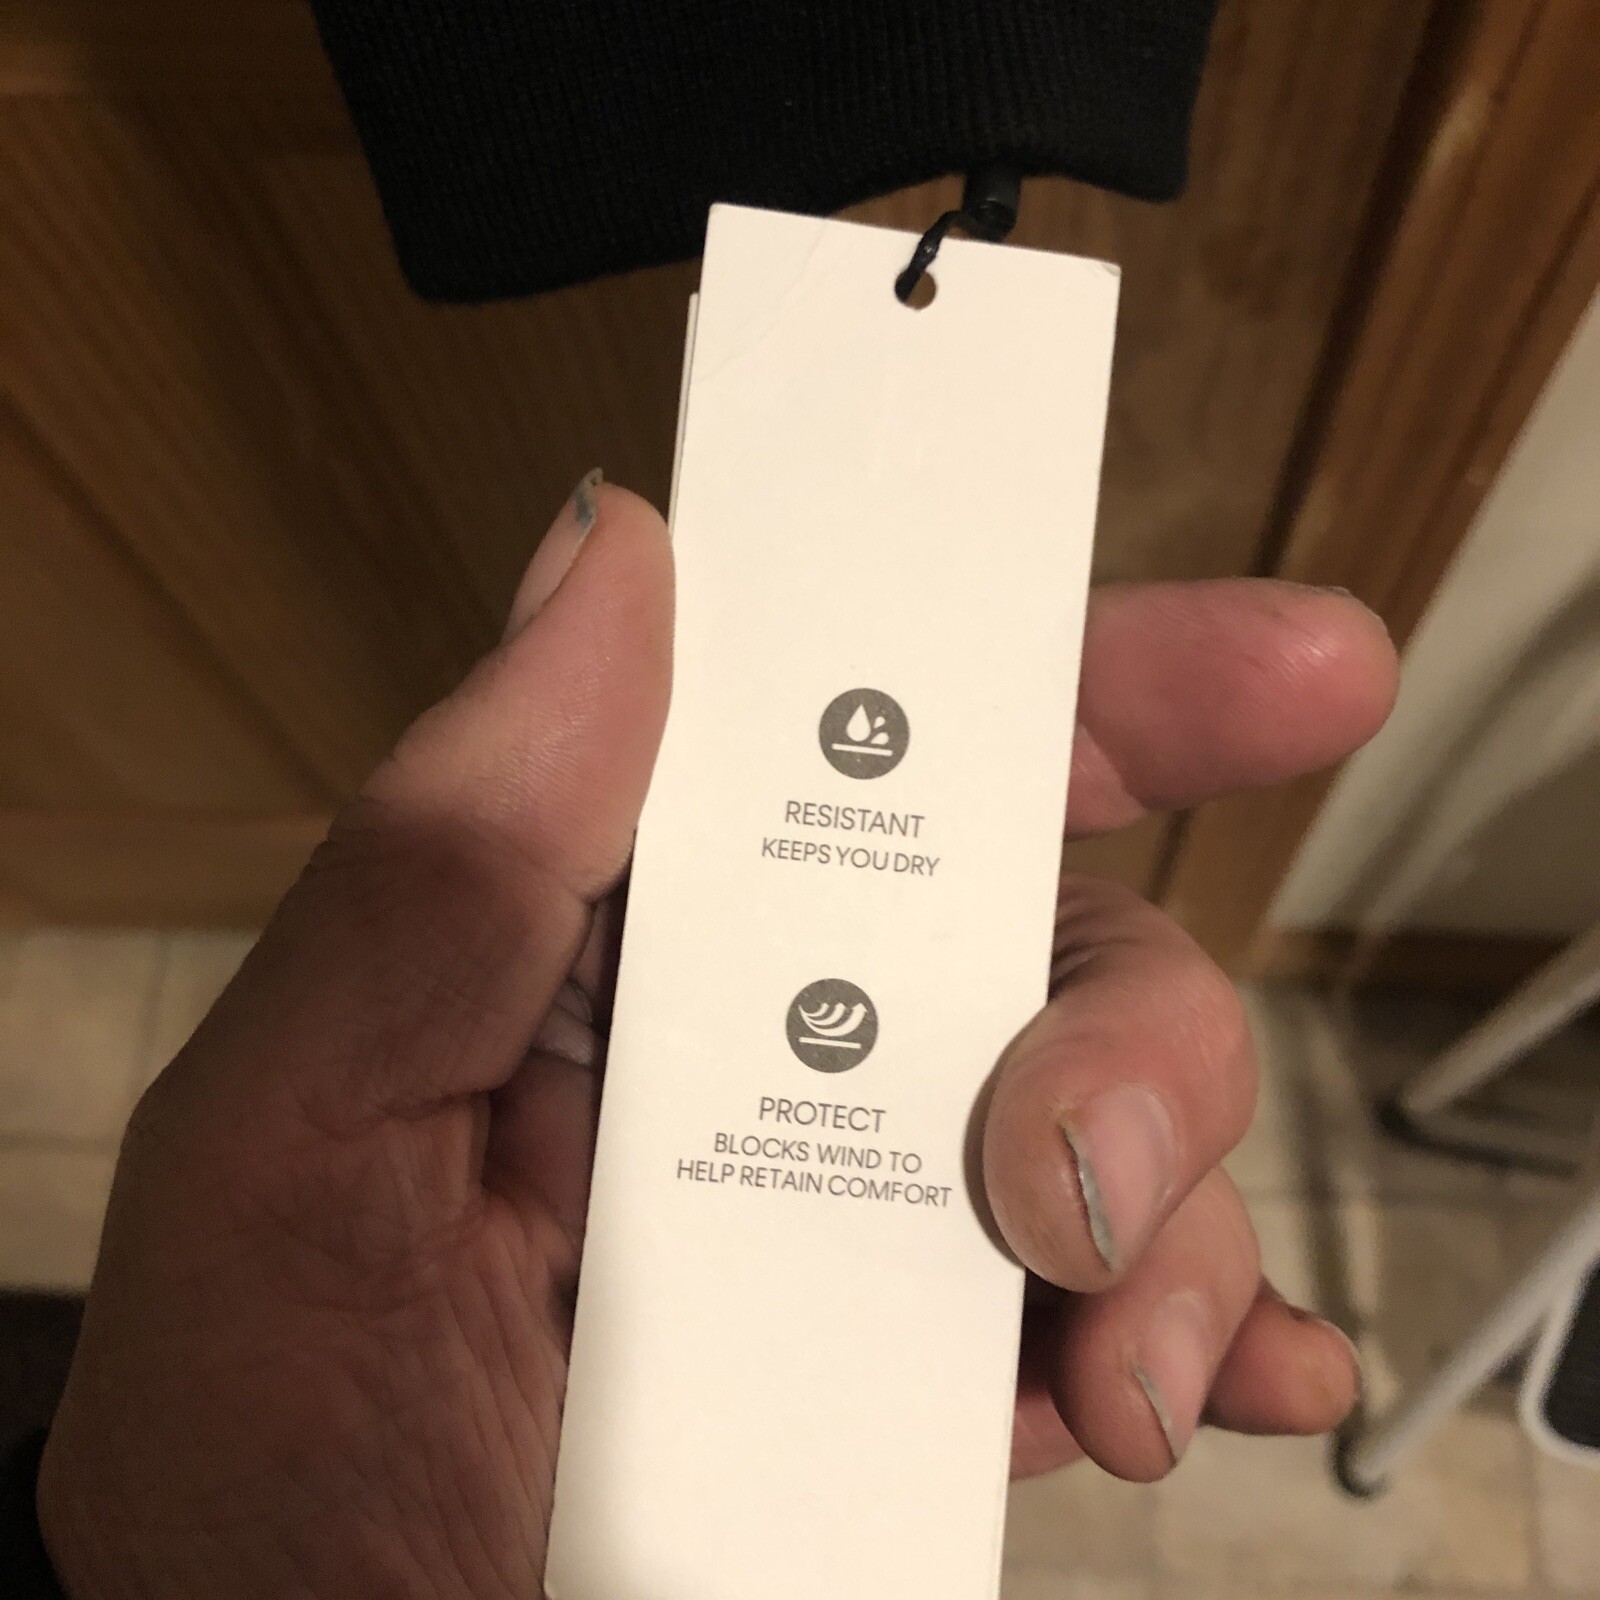 RESISTANT
KEEPS YOU DRY
PROTECT
BLOCKS WIND TO
HELP RETAIN COMFORT